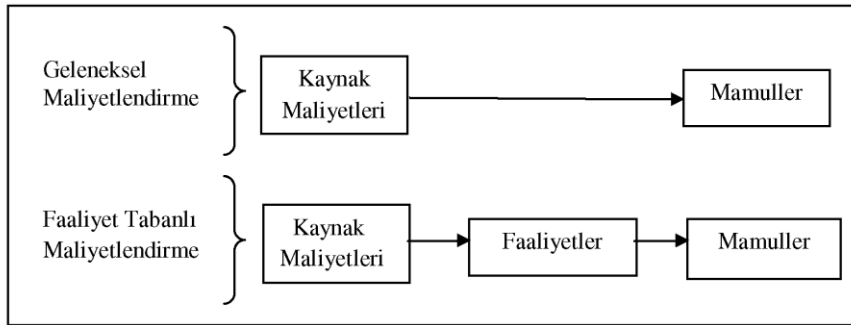 Geleneksel
Maliyetlendirme
Kaynak
Maliyetleri
Mamuller
Faaliyet Tabanlı
Maliyetlendirme
Kaynak
Maliyetleri
Faaliyetler
Mamuller